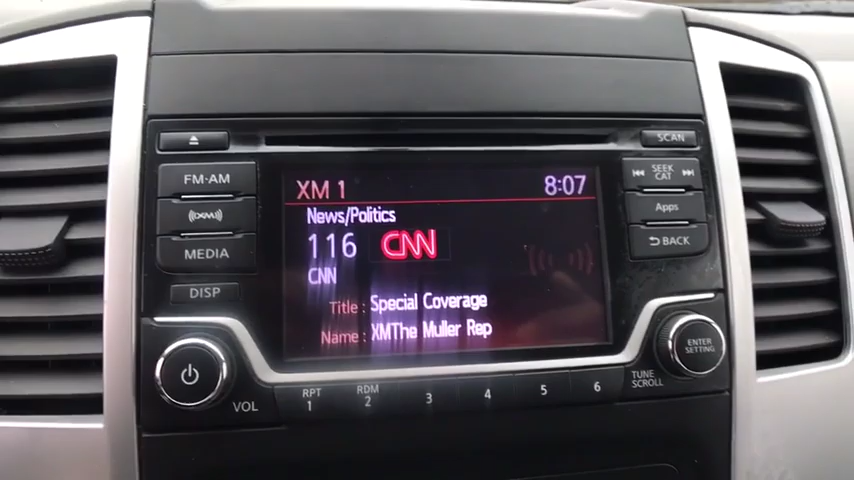 SCAN
FM·AM
XM
MEDIA
DISP
XM 1
8:07
News/Politics
116 CNN
CNN
Title : Special Coverage
Name : XMThe Muller Rep
SEEK
CAT
Apps
BACK
VOL
RPT
1
RDM
2
3
4
5
6
TUNE
SCROLL
ENTER
SETTING